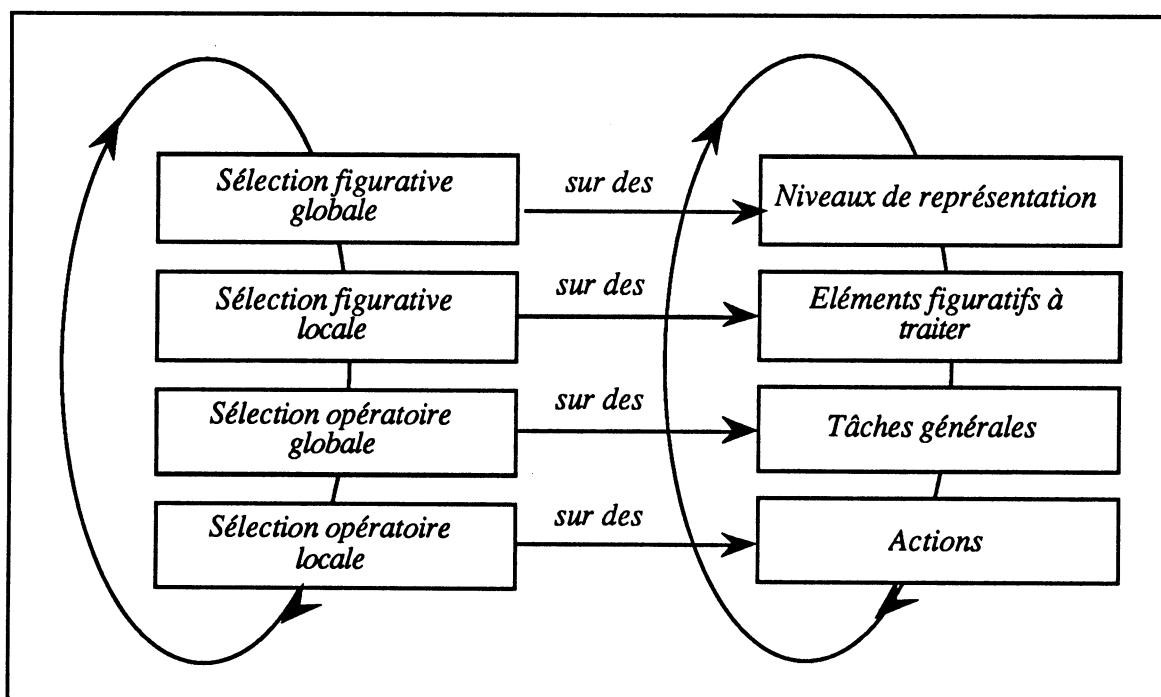 Sélection figurative
globale
sur des
Niveaux de représentation
Sélection figurative
locale
sur des
Eléments figuratifs à
traiter
Sélection opératoire
globale
sur des
Tâches générales
Sélection opératoire
locale
sur des
Actions